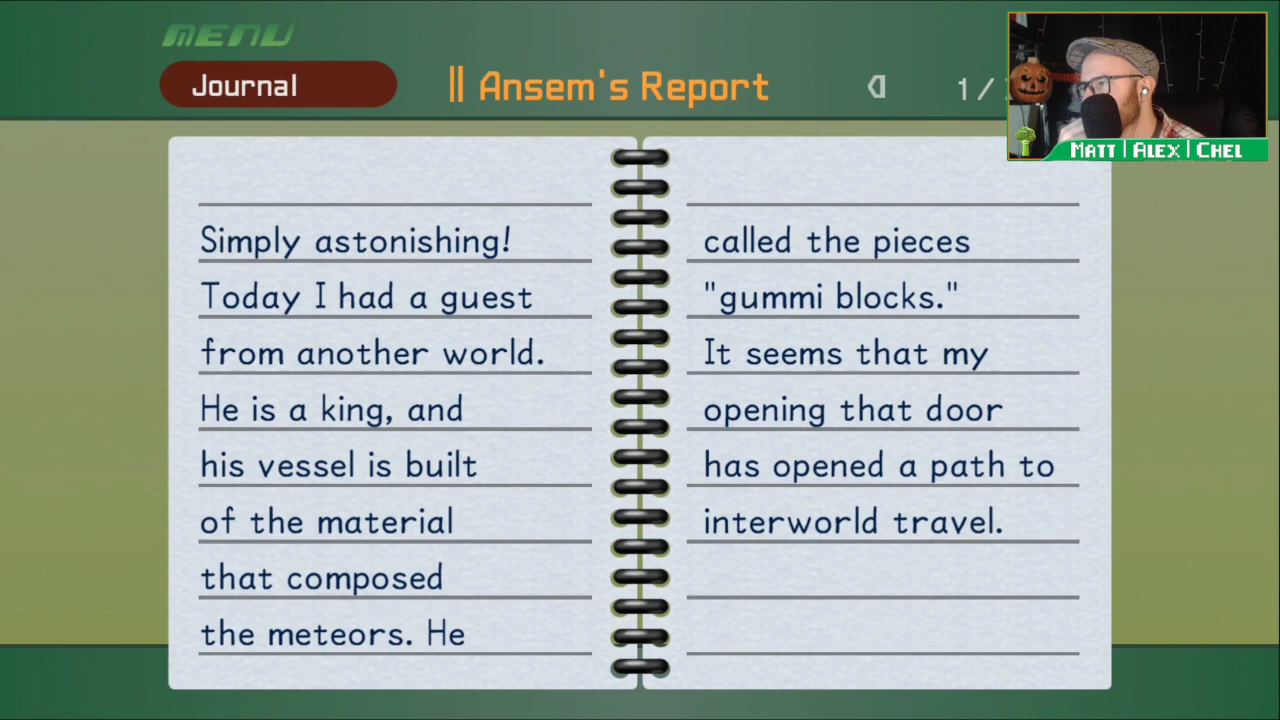 MENU
Journal
Ansem's Report
1/
Matt | Alex | Chel
Simply astonishing!
Today I had a guest
from another world.
He is a king, and
his vessel is built
of the material
that composed
the meteors. He
called the pieces
"gummi blocks."
It seems that my
opening that door
has opened a path to
interworld travel.